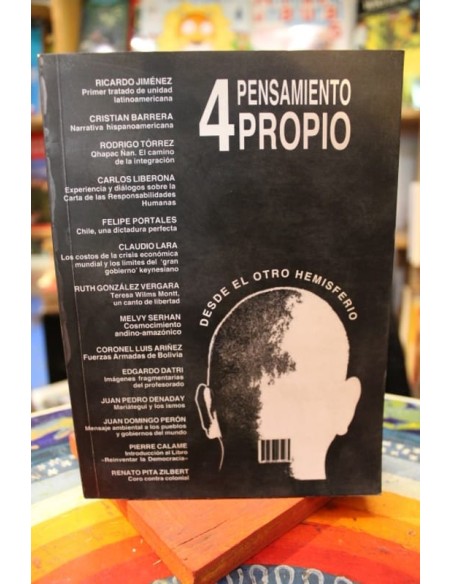 RICARDO JIMÉNEZ
Primer tratado de unidad
latinoamericana
CRISTIAN BARRERA
Narrativa hispanoamericana
RODRIGO TÓRREZ
Qhapac Ñan. El camino
de la integración
CARLOS LIBERONA
Experiencia y diálogos sobre la
Carta de las Responsabilidades
Humanas
FELIPE PORTALES
Chile, una dictadura perfecta
CLAUDIO LARA
Los costos de la crisis económica
mundial y los límites del 'gran
gobierno' keynesiano
RUTH GONZÁLEZ VERGARA
Teresa Wilms Montt,
un canto de libertad
MELVY SERHAN
Cosmocimiento
andino-amazónico
CORONEL LUIS ARIÑEZ
Fuerzas Armadas de Bolivia
EDGARDO DATRI
Imágenes fragmentarias
del profesorado
JUAN PEDRO DENADAY
Mariátegui y los ismos
JUAN DOMINGO PERÓN
Mensaje ambiental a los pueblos
y gobiernos del mundo
PIERRE CALAME
Introducción al Libro
«Reinventar la Democracia»
RENATO PITA ZILBERT
Coro contra colonial
4 PENSAMIENTO
PROPIO
DESDE EL OTRO HEMISFERIO